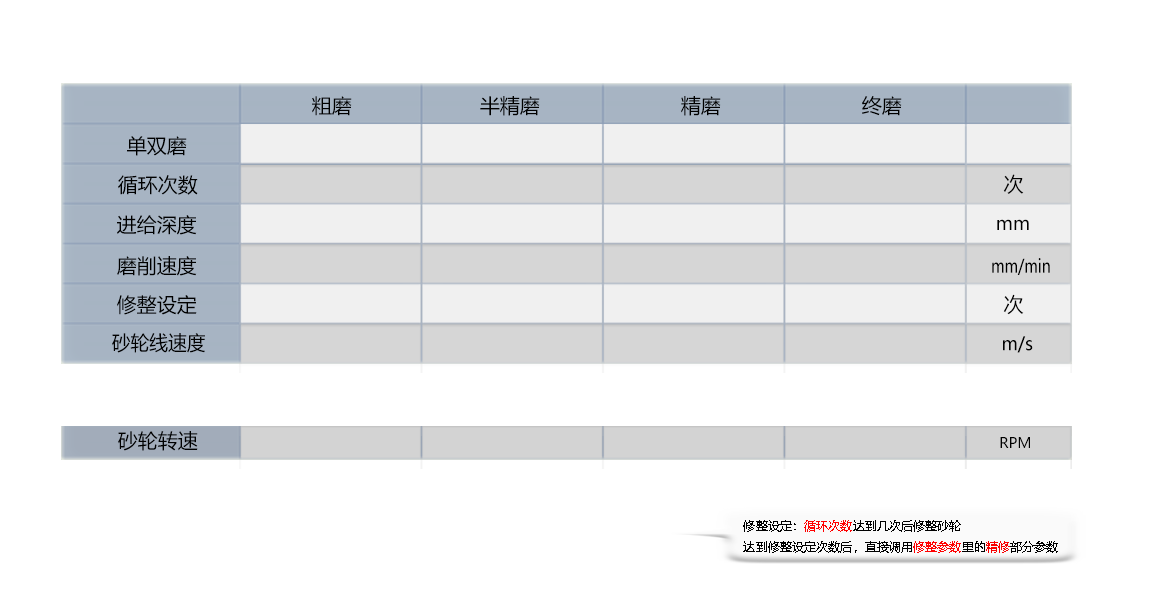 粗磨 半精磨 精磨 终磨
单双磨
循环次数 次
进给深度 mm
磨削速度 mm/min
修整设定 次
砂轮线速度 m/s
砂轮转速 RPM
修整设定：循环次数达到几次后修整砂轮
达到修整设定次数后，直接调用修整参数里的精修部分参数